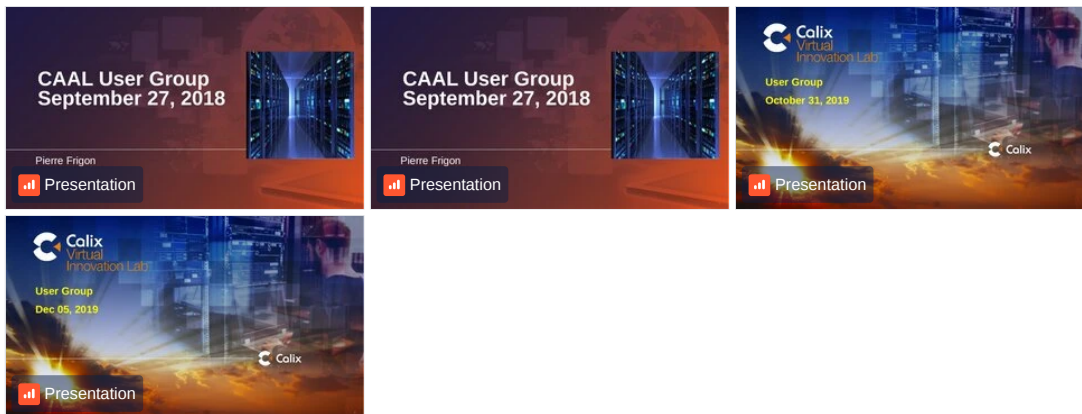 CAAL User Group
September 27, 2018
Pierre Frigon
Presentation
CAAL User Group
September 27, 2018
Pierre Frigon
Presentation
Calix
Virtual
Innovation Lab
User Group
October 31, 2019
Calix
Presentation
Calix
Virtual
Innovation Lab
User Group
Dec 05, 2019
Calix
Presentation